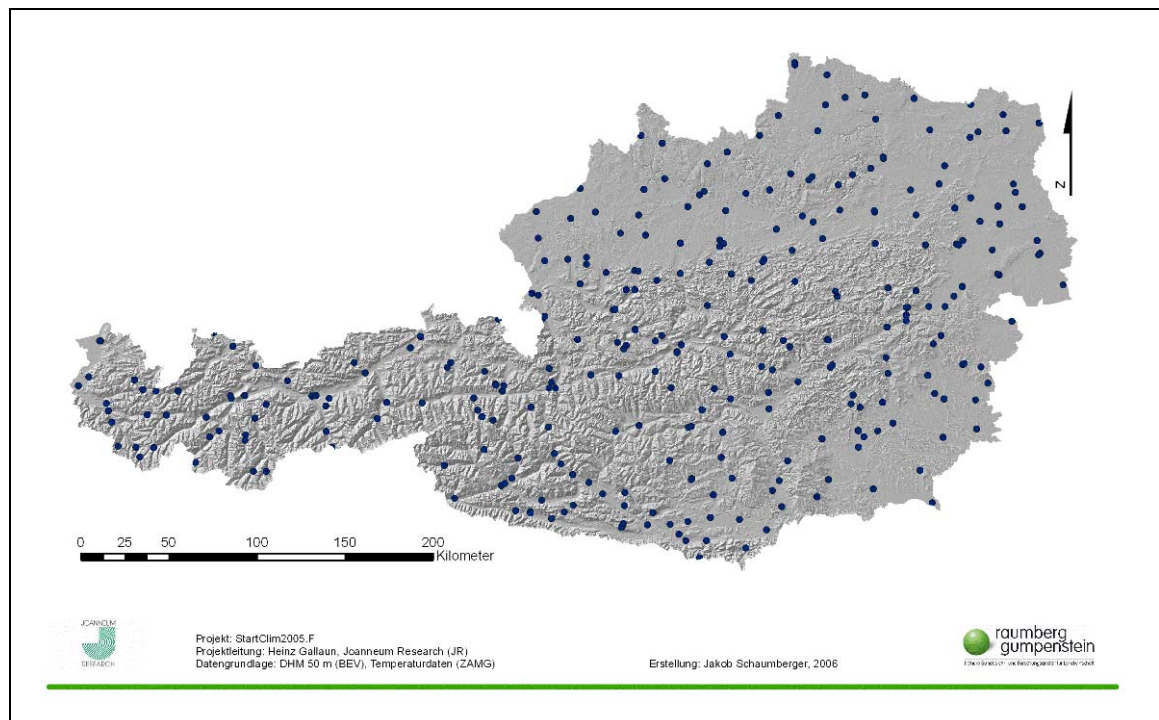 N
0 25 50 100 150 200
Kilometer
JOANNEUM
RESEARCH
Projekt: StartClim2005.F
Projektleitung: Heinz Gallaun, Joanneum Research (JR)
Datengrundlage: DHM 50 m (BEV), Temperaturdaten (ZAMG)
Erstellung: Jakob Schaumberger, 2006
raumberg
gumpenstein